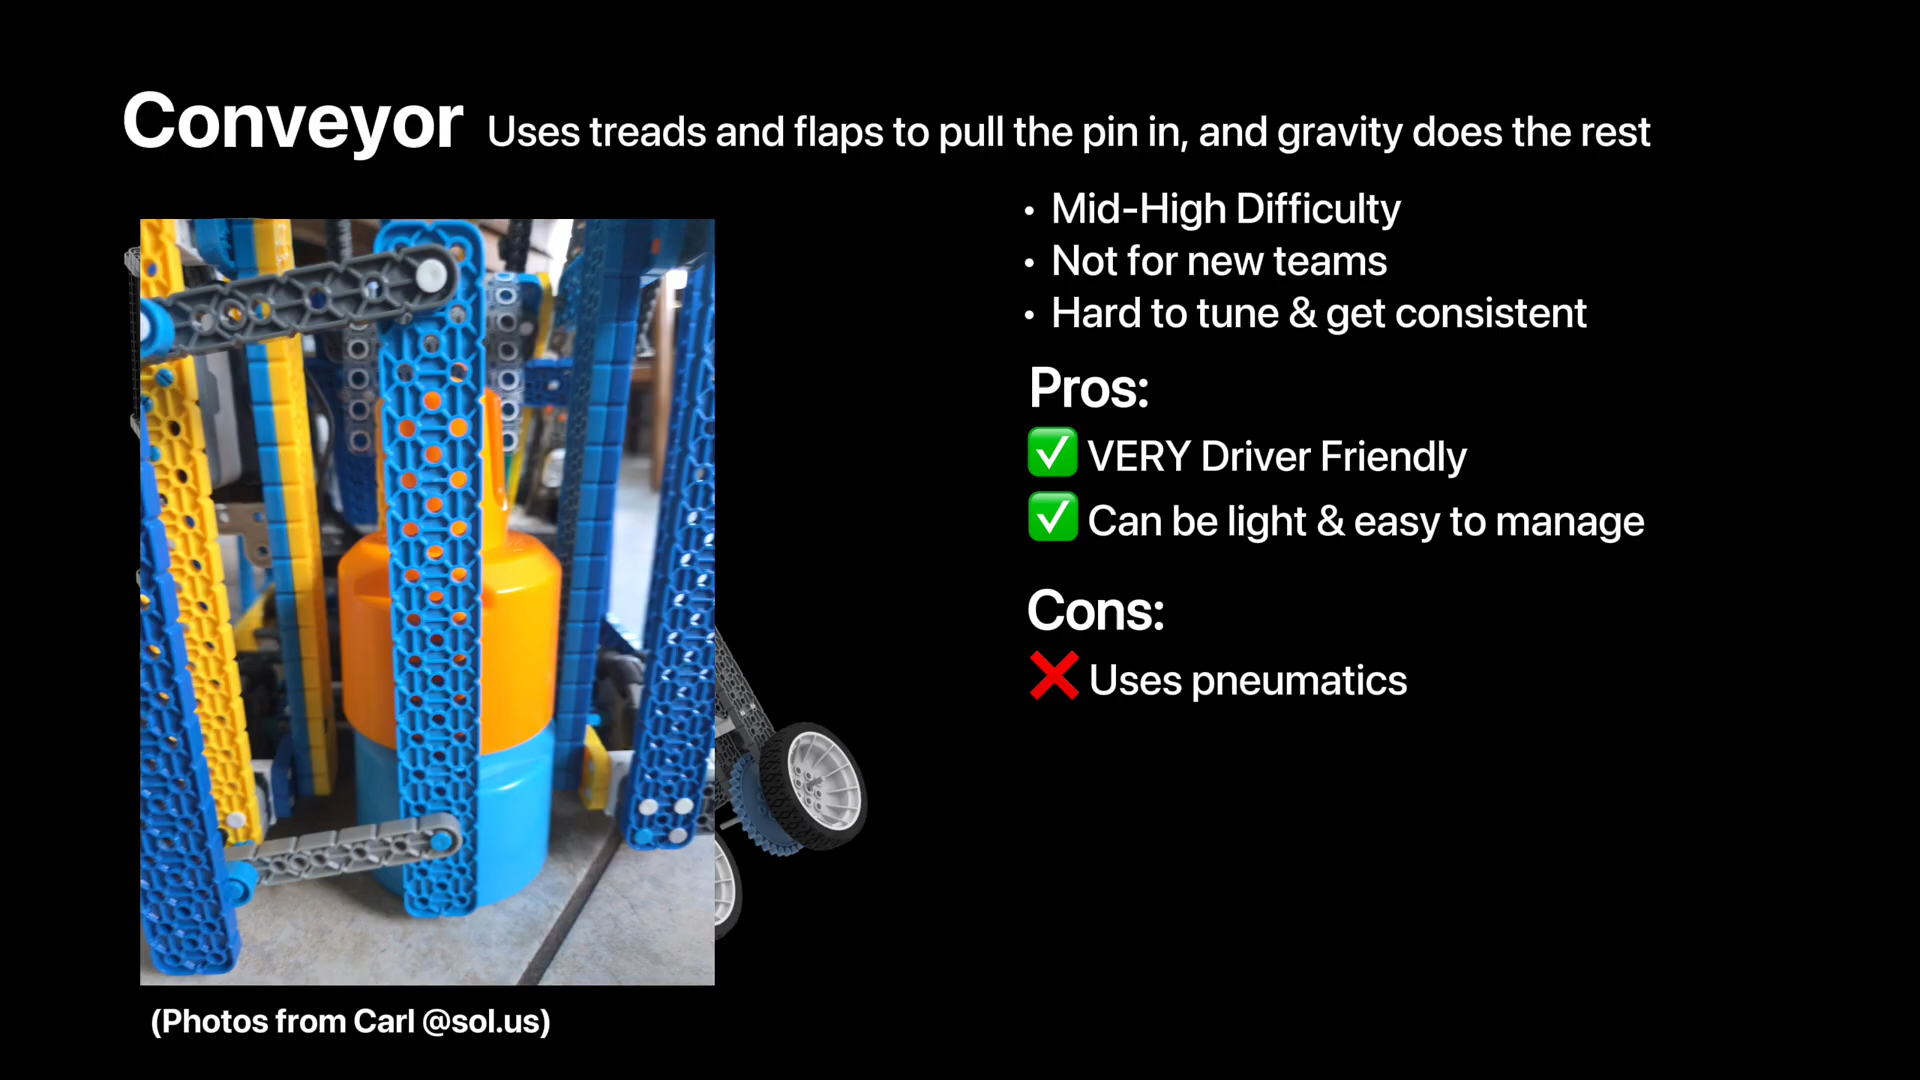 Conveyor Uses treads and flaps to pull the pin in, and gravity does the rest
• Mid-High Difficulty
• Not for new teams
• Hard to tune & get consistent
Pros:
✅ VERY Driver Friendly
✅ Can be light & easy to manage
Cons:
❌ Uses pneumatics
(Photos from Carl @sol.us)